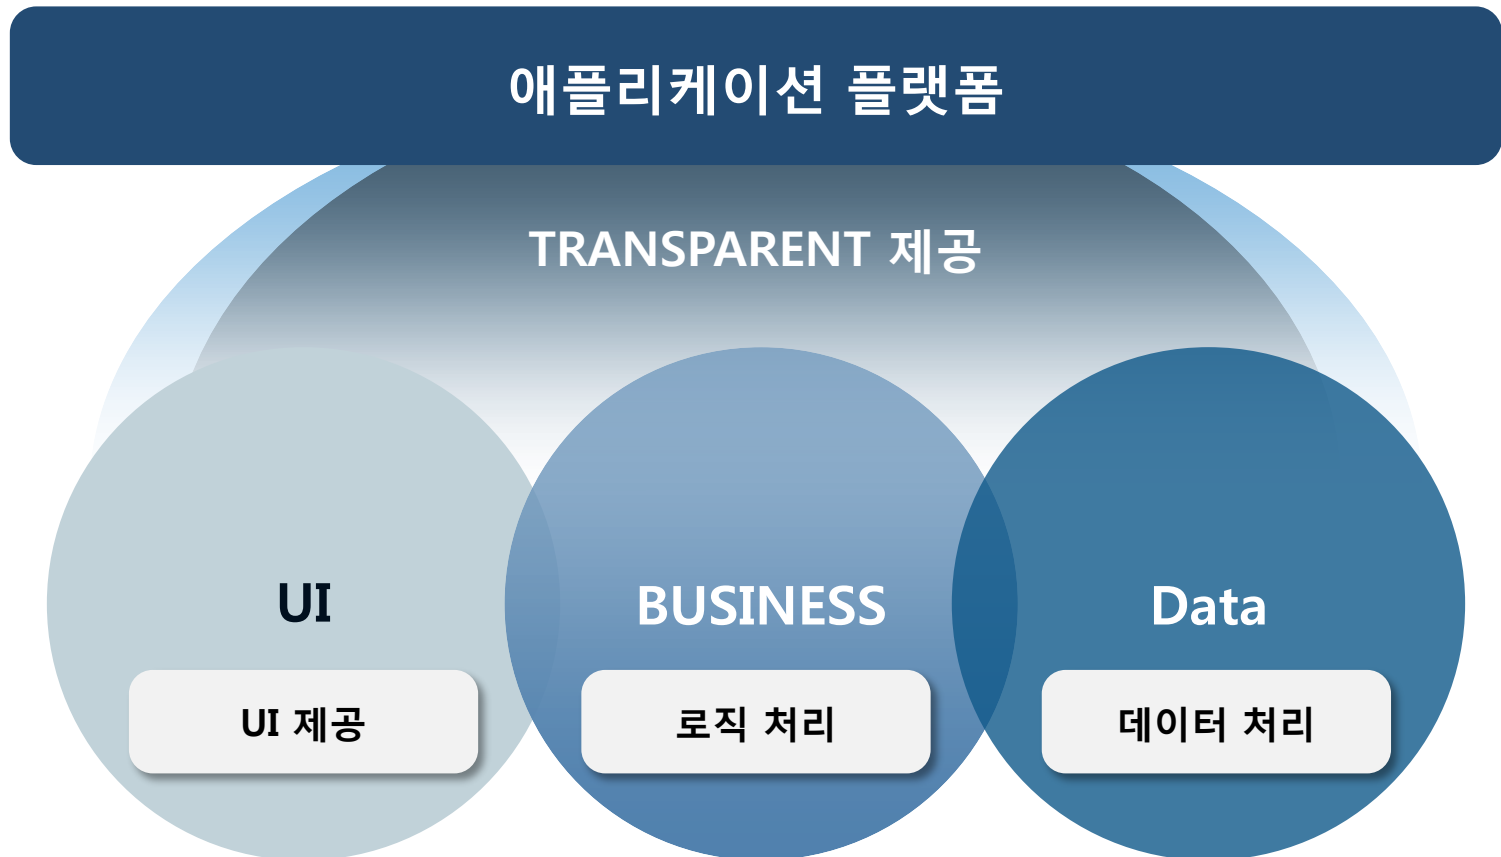 애플리케이션 플랫폼
TRANSPARENT 제공
UI
BUSINESS
Data
UI 제공
로직 처리
데이터 처리